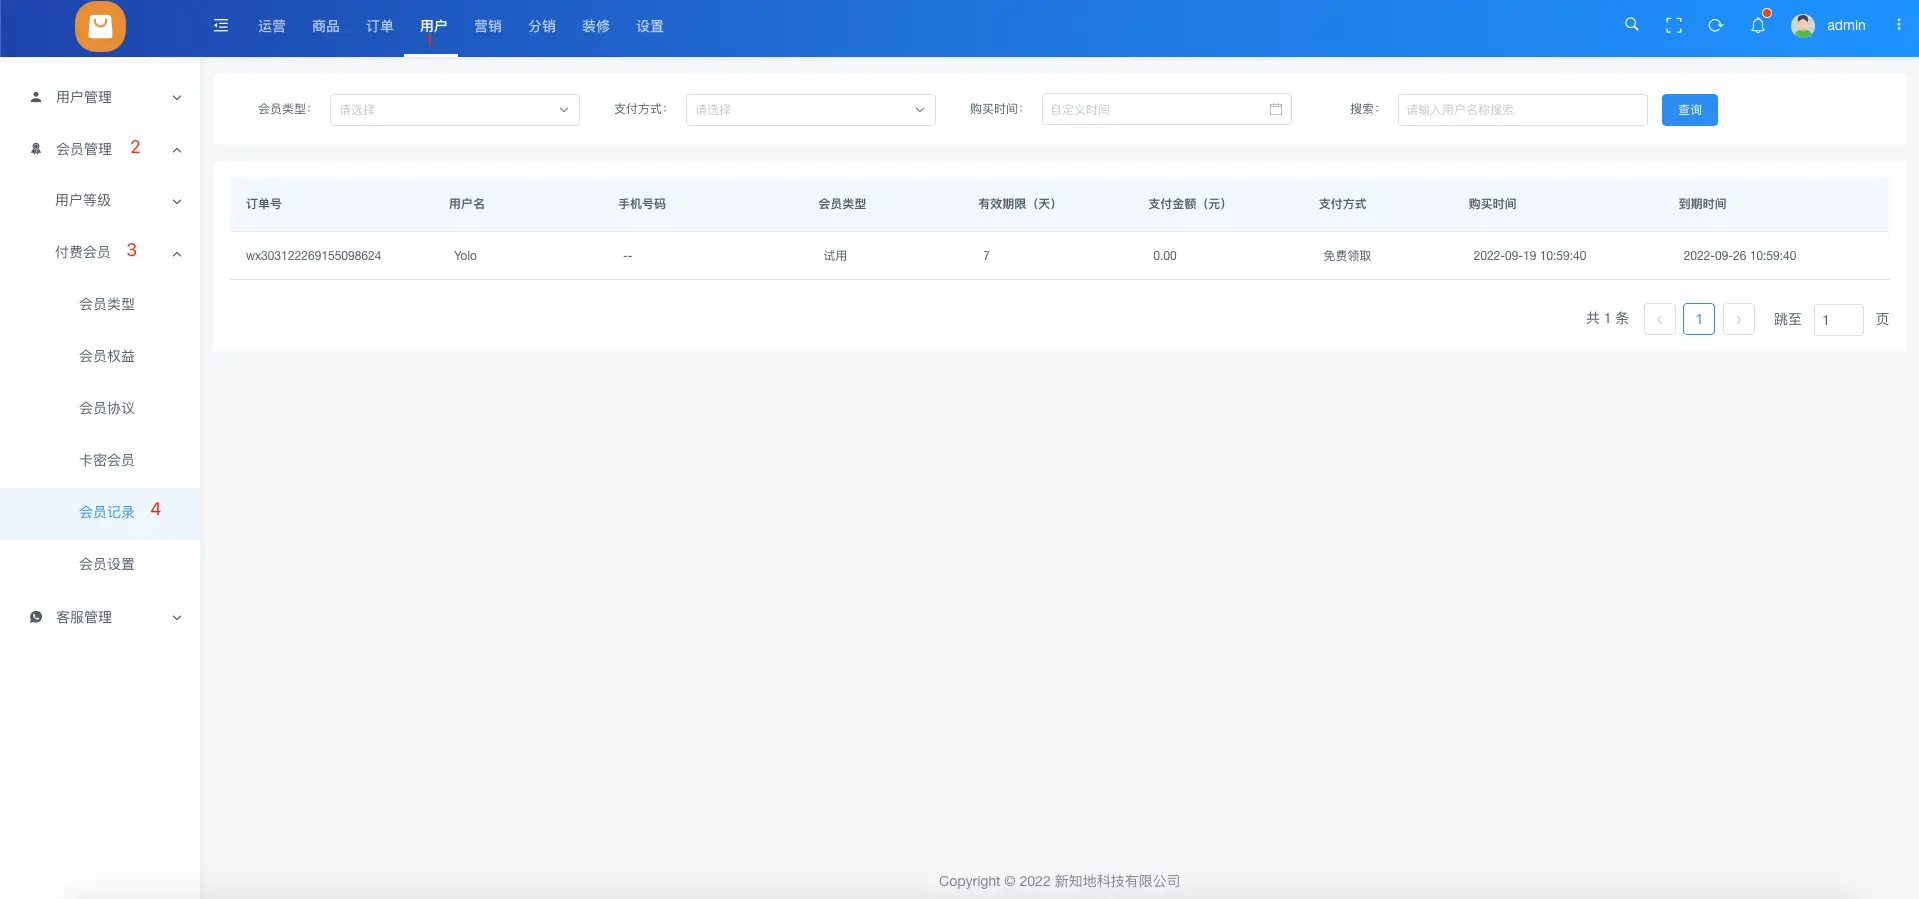 运营 商品 订单 用户 营销 分销 装修 设置 admin
1
用户管理
会员管理 2
用户等级
付费会员 3
会员类型
会员权益
会员协议
卡密会员
会员记录 4
会员设置
客服管理
会员类型： 请选择 支付方式： 请选择 购买时间： 自定义时间 搜索： 请输入用户名称搜索 查询
订单号 用户名 手机号码 会员类型 有效期限（天） 支付金额（元） 支付方式 购买时间 到期时间
wx303122269155098624 Yolo -- 试用 7 0.00 免费领取 2022-09-19 10:59:40 2022-09-26 10:59:40
共 1 条 < 1 > 跳至 1 页
Copyright © 2022 新知地科技有限公司